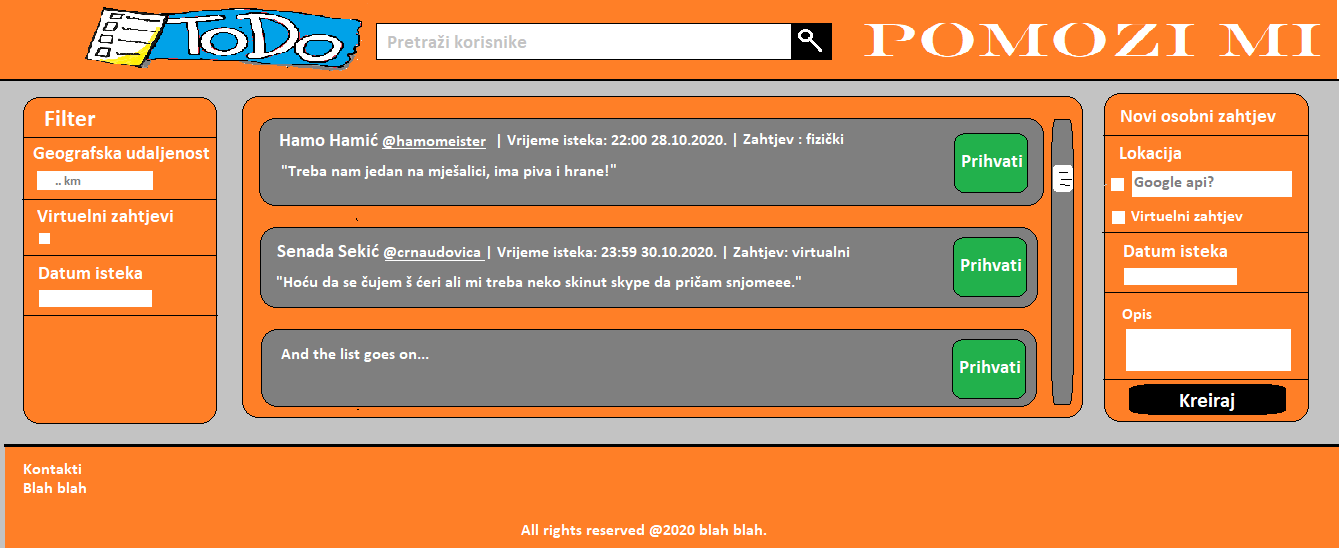 ToDo
Pretraži korisnike
POMOZI MI
Filter
Geografska udaljenost
.. km
Virtuelni zahtjevi
Datum isteka
Hamo Hamić @hamomeister | Vrijeme isteka: 22:00 28.10.2020. | Zahtjev : fizički
"Treba nam jedan na mješalici, ima piva i hrane!"
Prihvati
Senada Sekić @crnaudovica | Vrijeme isteka: 23:59 30.10.2020. | Zahtjev: virtualni
"Hoću da se čujem š ćeri ali mi treba neko skinut skype da pričam snjomeee."
Prihvati
And the list goes on...
Prihvati
Novi osobni zahtjev
Lokacija
Google api?
Virtuelni zahtjev
Datum isteka
Opis
Kreiraj
Kontakti
Blah blah
All rights reserved @2020 blah blah.